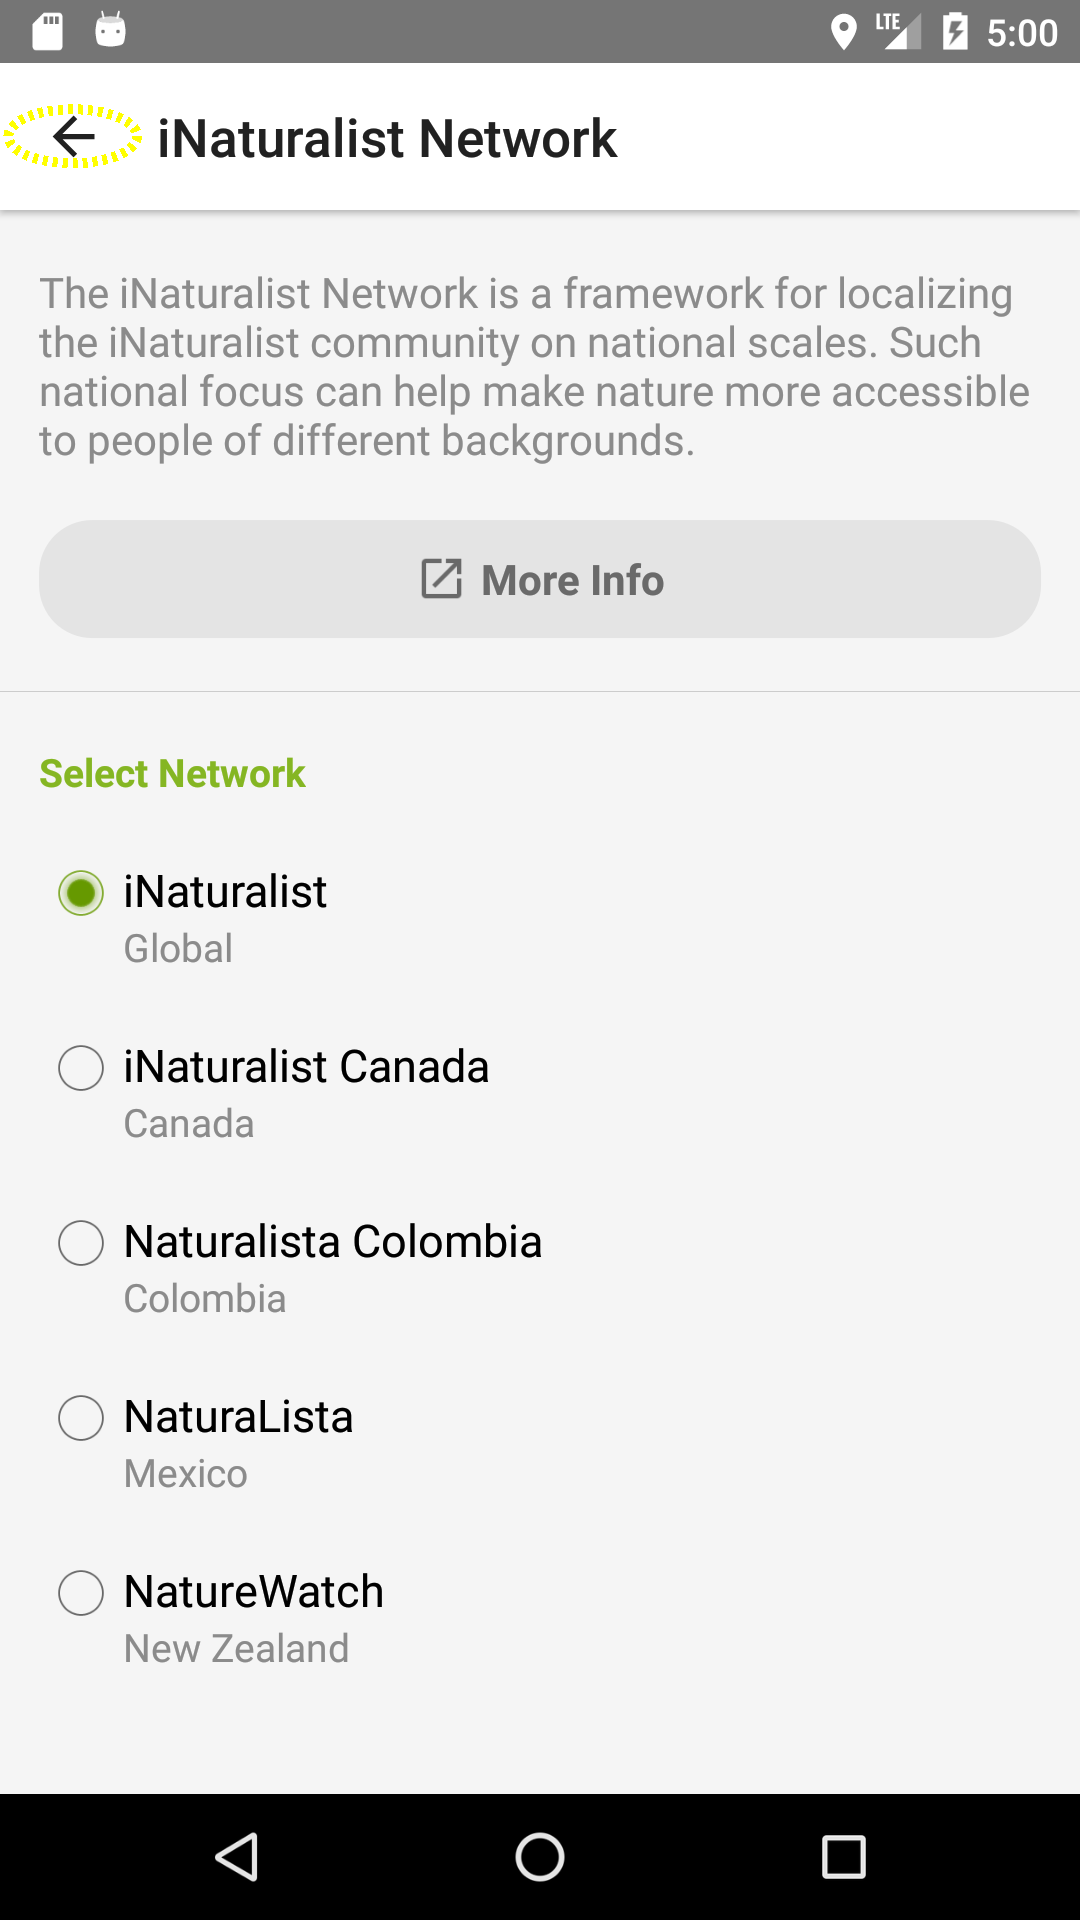 LTE 5:00
iNaturalist Network
The iNaturalist Network is a framework for localizing
the iNaturalist community on national scales. Such
national focus can help make nature more accessible
to people of different backgrounds.
More Info
Select Network
iNaturalist
Global
iNaturalist Canada
Canada
Naturalista Colombia
Colombia
NaturaLista
Mexico
NatureWatch
New Zealand